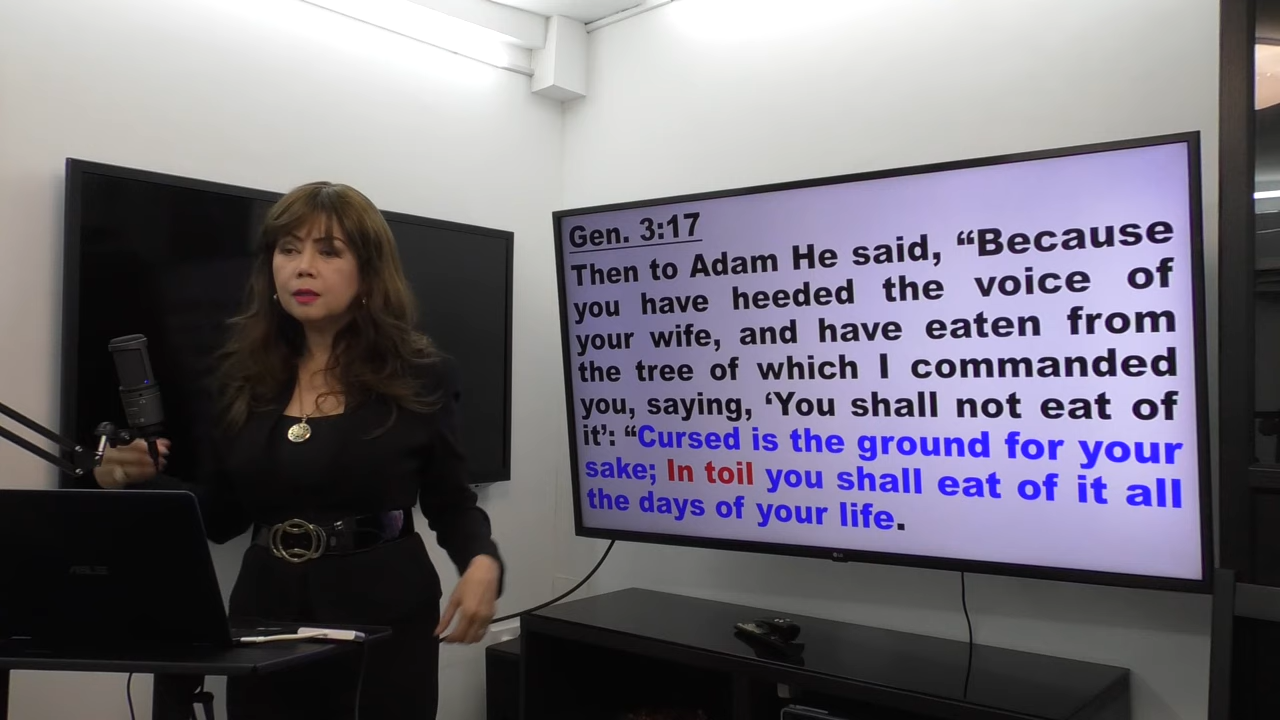 Gen. 3:17
Then to Adam He said, “Because
you have heeded the voice of
your wife, and have eaten from
the tree of which I commanded
you, saying, ‘You shall not eat of
it’: “Cursed is the ground for your
sake; In toil you shall eat of it all
the days of your life.
LG
ASUS